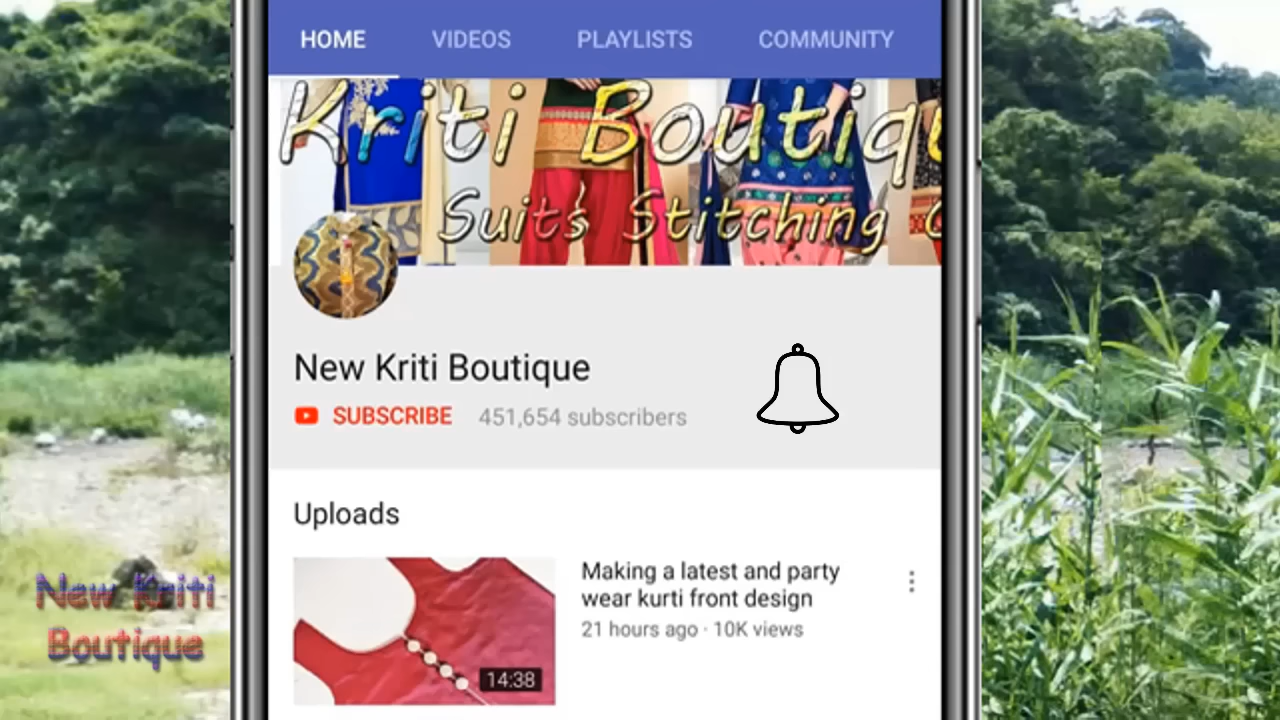 HOME VIDEOS PLAYLISTS COMMUNITY
Kriti Boutiq
Suits Stitching
New Kriti Boutique
SUBSCRIBE 451,654 subscribers
Uploads
Making a latest and party
wear kurti front design
21 hours ago · 10K views
14:38
New Kriti
Boutique